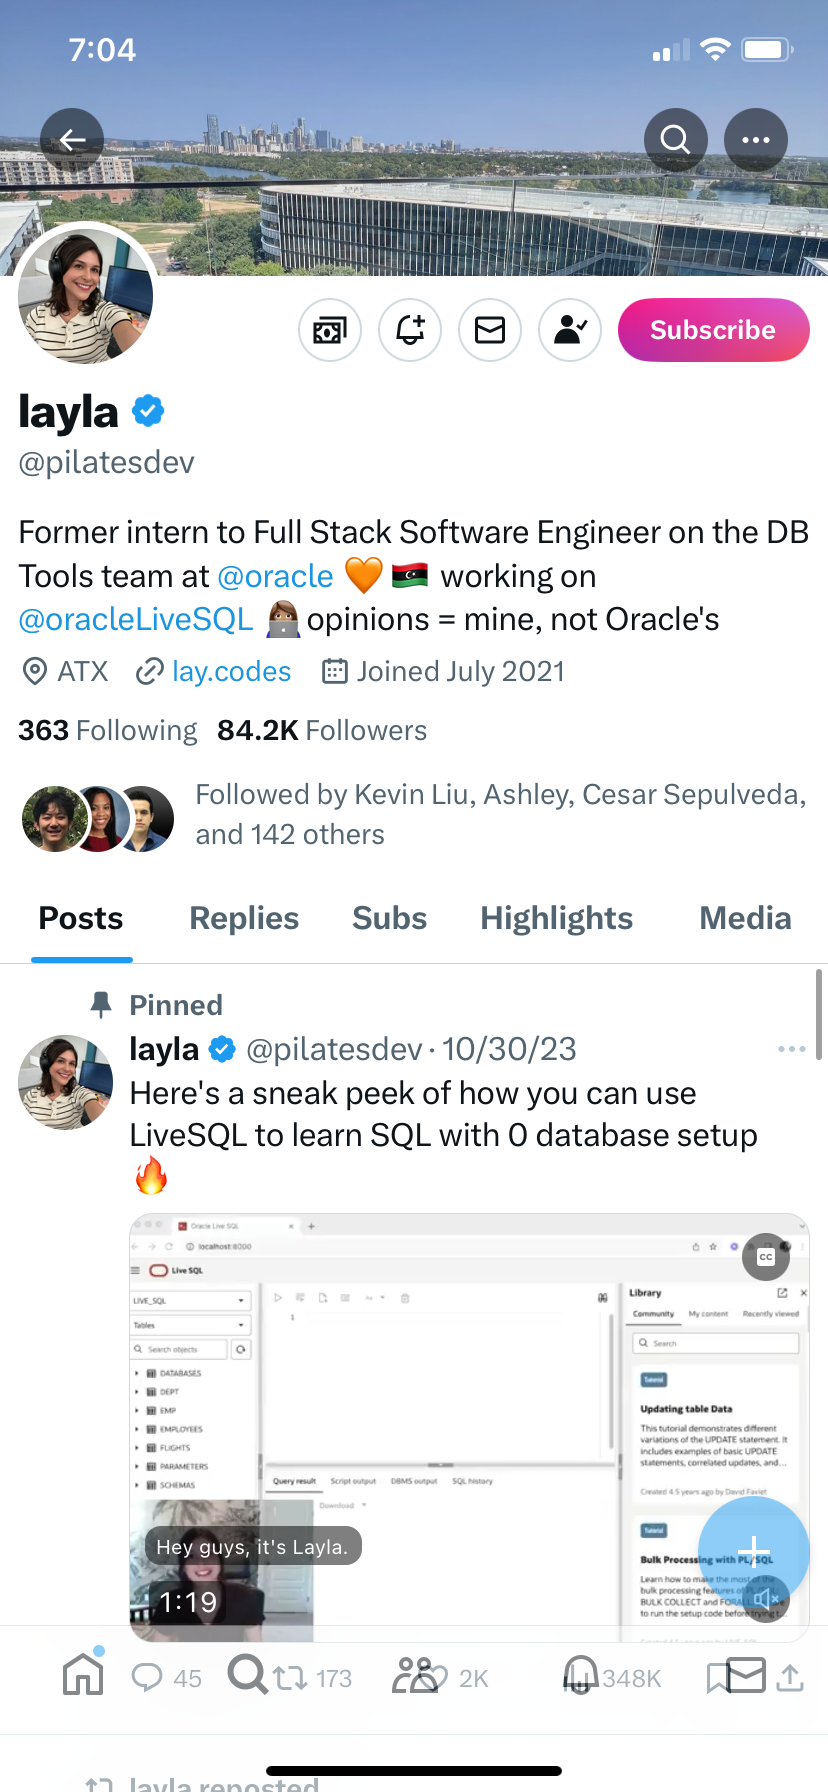 7:04
Subscribe
layla
@pilatesdev
Former intern to Full Stack Software Engineer on the DB
Tools team at @oracle 🧡🇱🇾 working on
@oracleLiveSQL 👩🏽‍💻 opinions = mine, not Oracle's
ATX lay.codes Joined July 2021
363 Following 84.2K Followers
Followed by Kevin Liu, Ashley, Cesar Sepulveda,
and 142 others
Posts Replies Subs Highlights Media
Pinned
layla @pilatesdev · 10/30/23
Here's a sneak peek of how you can use
LiveSQL to learn SQL with 0 database setup
🔥
Oracle Live SQL
localhost:8000
CC
Live SQL
LIVE_SQL
Tables
Search objects
DATABASES
DEPT
EMP
EMPLOYEES
FLIGHTS
PARAMETERS
SCHEMAS
1
Query result Script output DBMS output SQL history
Download
Library
Community My content Recently viewed
Search
Tutorial
Updating table Data
This tutorial demonstrates different
variations of the UPDATE statement. It
includes examples of basic UPDATE
statements, correlated updates, and...
Created 4.5 years ago by David
Tutorial
Bulk Processing with PL/SQL
Learn how to make the most of the
bulk processing features of
BULK COLLECT and FORALL
to run the setup code before trying t...
Hey guys, it's Layla.
1:19
45 173 2K 348K
layla reposted